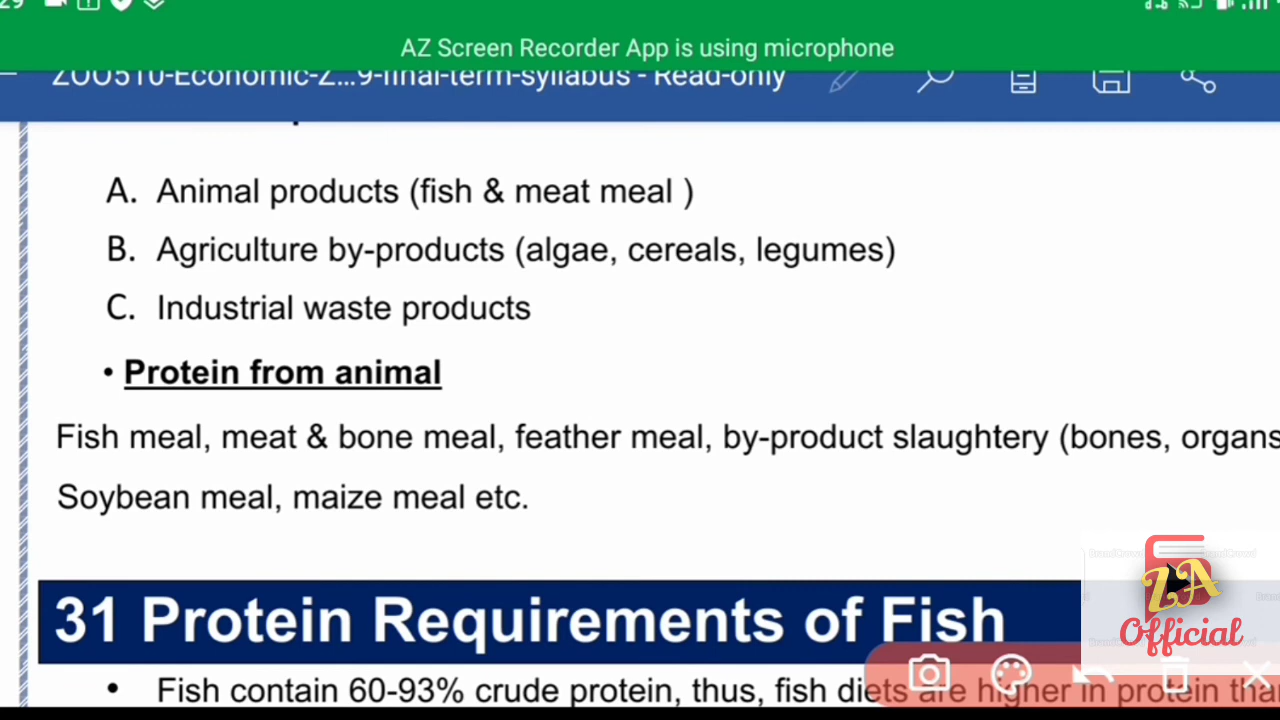 29
AZ Screen Recorder App is using microphone
ZOO510-Economic-Z...9-final-term-syllabus - Read-only
A. Animal products (fish & meat meal )
B. Agriculture by-products (algae, cereals, legumes)
C. Industrial waste products
• Protein from animal
Fish meal, meat & bone meal, feather meal, by-product slaughtery (bones, organs
Soybean meal, maize meal etc.
ZA
Official
31 Protein Requirements of Fish
• Fish contain 60-93% crude protein, thus, fish diets are higher in protein than